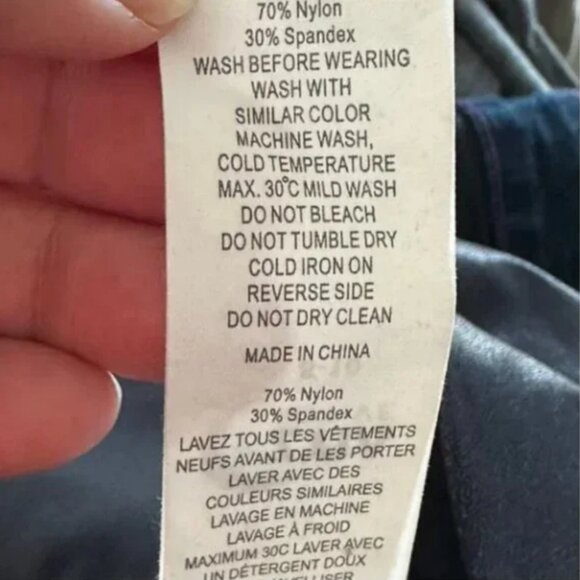 70% Nylon
30% Spandex
WASH BEFORE WEARING
WASH WITH
SIMILAR COLOR
MACHINE WASH,
COLD TEMPERATURE
MAX. 30°C MILD WASH
DO NOT BLEACH
DO NOT TUMBLE DRY
COLD IRON ON
REVERSE SIDE
DO NOT DRY CLEAN
MADE IN CHINA
70% Nylon
30% Spandex
LAVEZ TOUS LES VÊTEMENTS
NEUFS AVANT DE LES PORTER
LAVER AVEC DES
COULEURS SIMILAIRES
LAVAGE EN MACHINE
LAVAGE À FROID
MAXIMUM 30C LAVER AVEC
UN DÉTERGENT DOUX